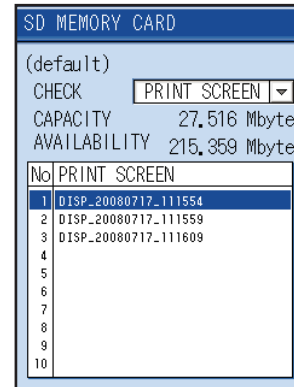 SD MEMORY CARD
(default)
CHECK PRINT SCREEN
CAPACITY 27.516 Mbyte
AVAILABILITY 215.359 Mbyte
No PRINT SCREEN
1 DISP_20080717_111554
2 DISP_20080717_111559
3 DISP_20080717_111609
4
5
6
7
8
9
10